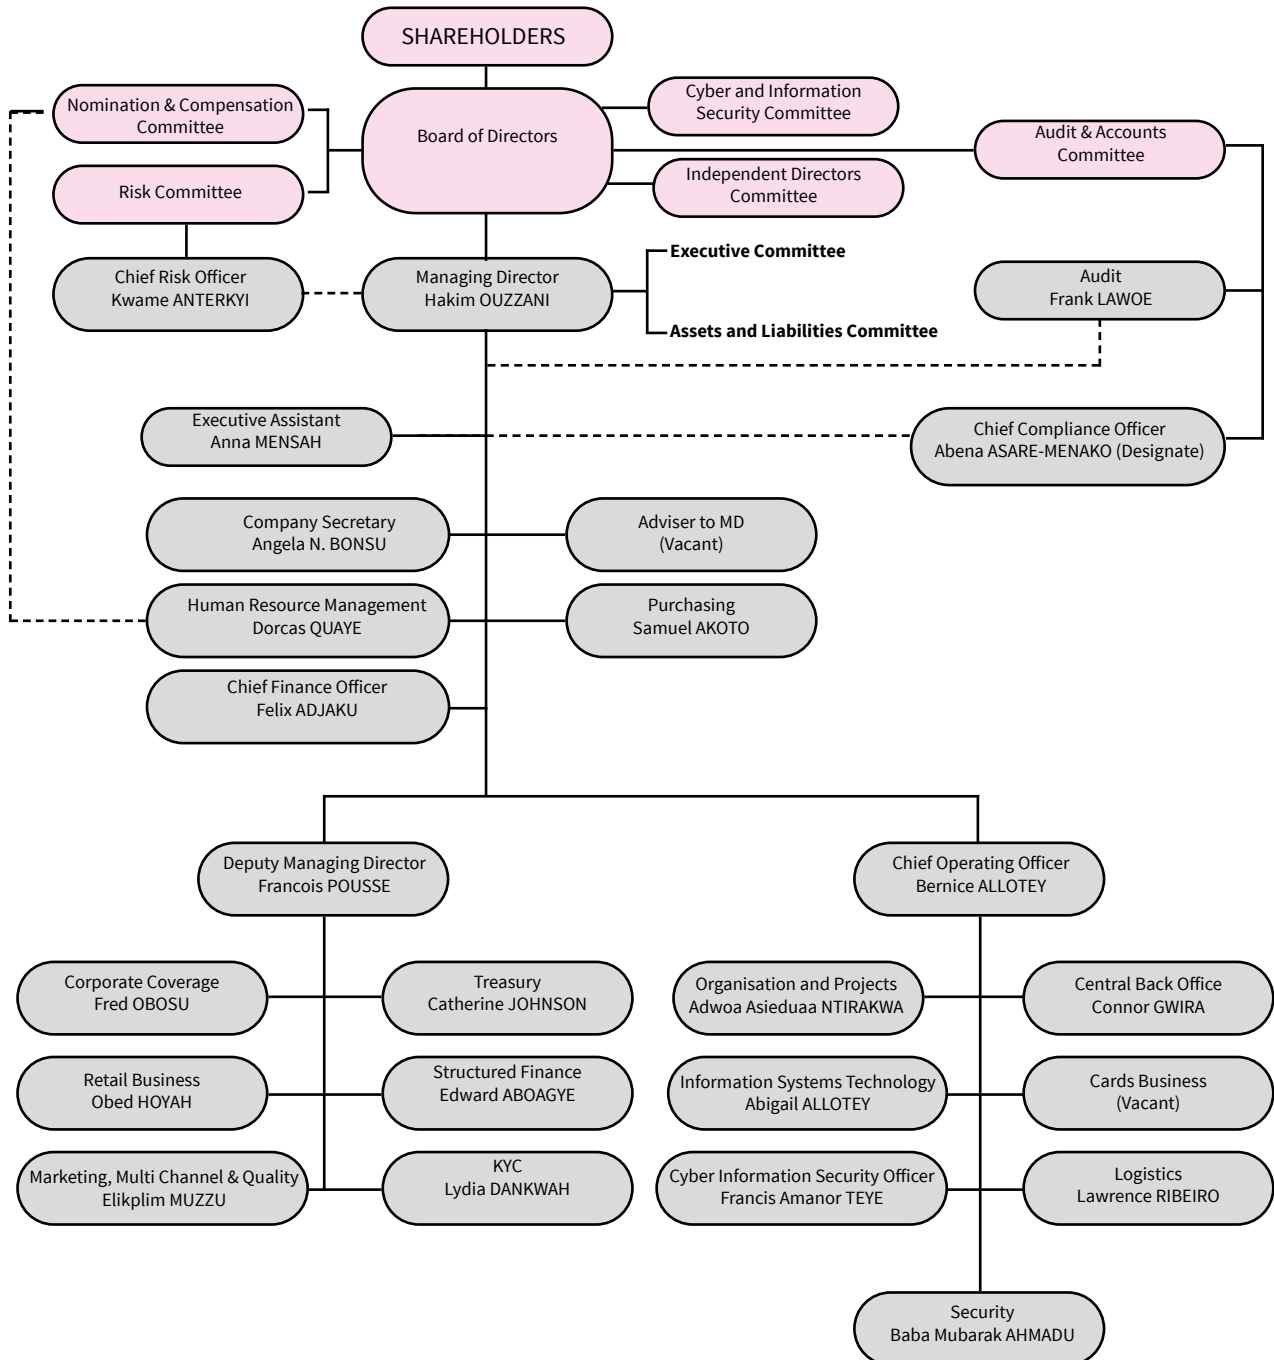 SHAREHOLDERS
Nomination & Compensation
Committee
Board of Directors
Cyber and Information
Security Committee
Audit & Accounts
Committee
Risk Committee
Independent Directors
Committee
Chief Risk Officer
Kwame ANTERKYI
Managing Director
Hakim OUZZANI
Executive Committee
Assets and Liabilities Committee
Audit
Frank LAWOE
Executive Assistant
Anna MENSAH
Chief Compliance Officer
Abena ASARE-MENAKO (Designate)
Company Secretary
Angela N. BONSU
Adviser to MD
(Vacant)
Human Resource Management
Dorcas QUAYE
Purchasing
Samuel AKOTO
Chief Finance Officer
Felix ADJAKU
Deputy Managing Director
Francois POUSSE
Chief Operating Officer
Bernice ALLOTEY
Corporate Coverage
Fred OBOSU
Treasury
Catherine JOHNSON
Organisation and Projects
Adwoa Asieduaa NTIRAKWA
Central Back Office
Connor GWIRA
Retail Business
Obed HOYAH
Structured Finance
Edward ABOAGYE
Information Systems Technology
Abigail ALLOTEY
Cards Business
(Vacant)
Marketing, Multi Channel & Quality
Elikplim MUZZU
KYC
Lydia DANKWAH
Cyber Information Security Officer
Francis Amanor TEYE
Logistics
Lawrence RIBEIRO
Security
Baba Mubarak AHMADU